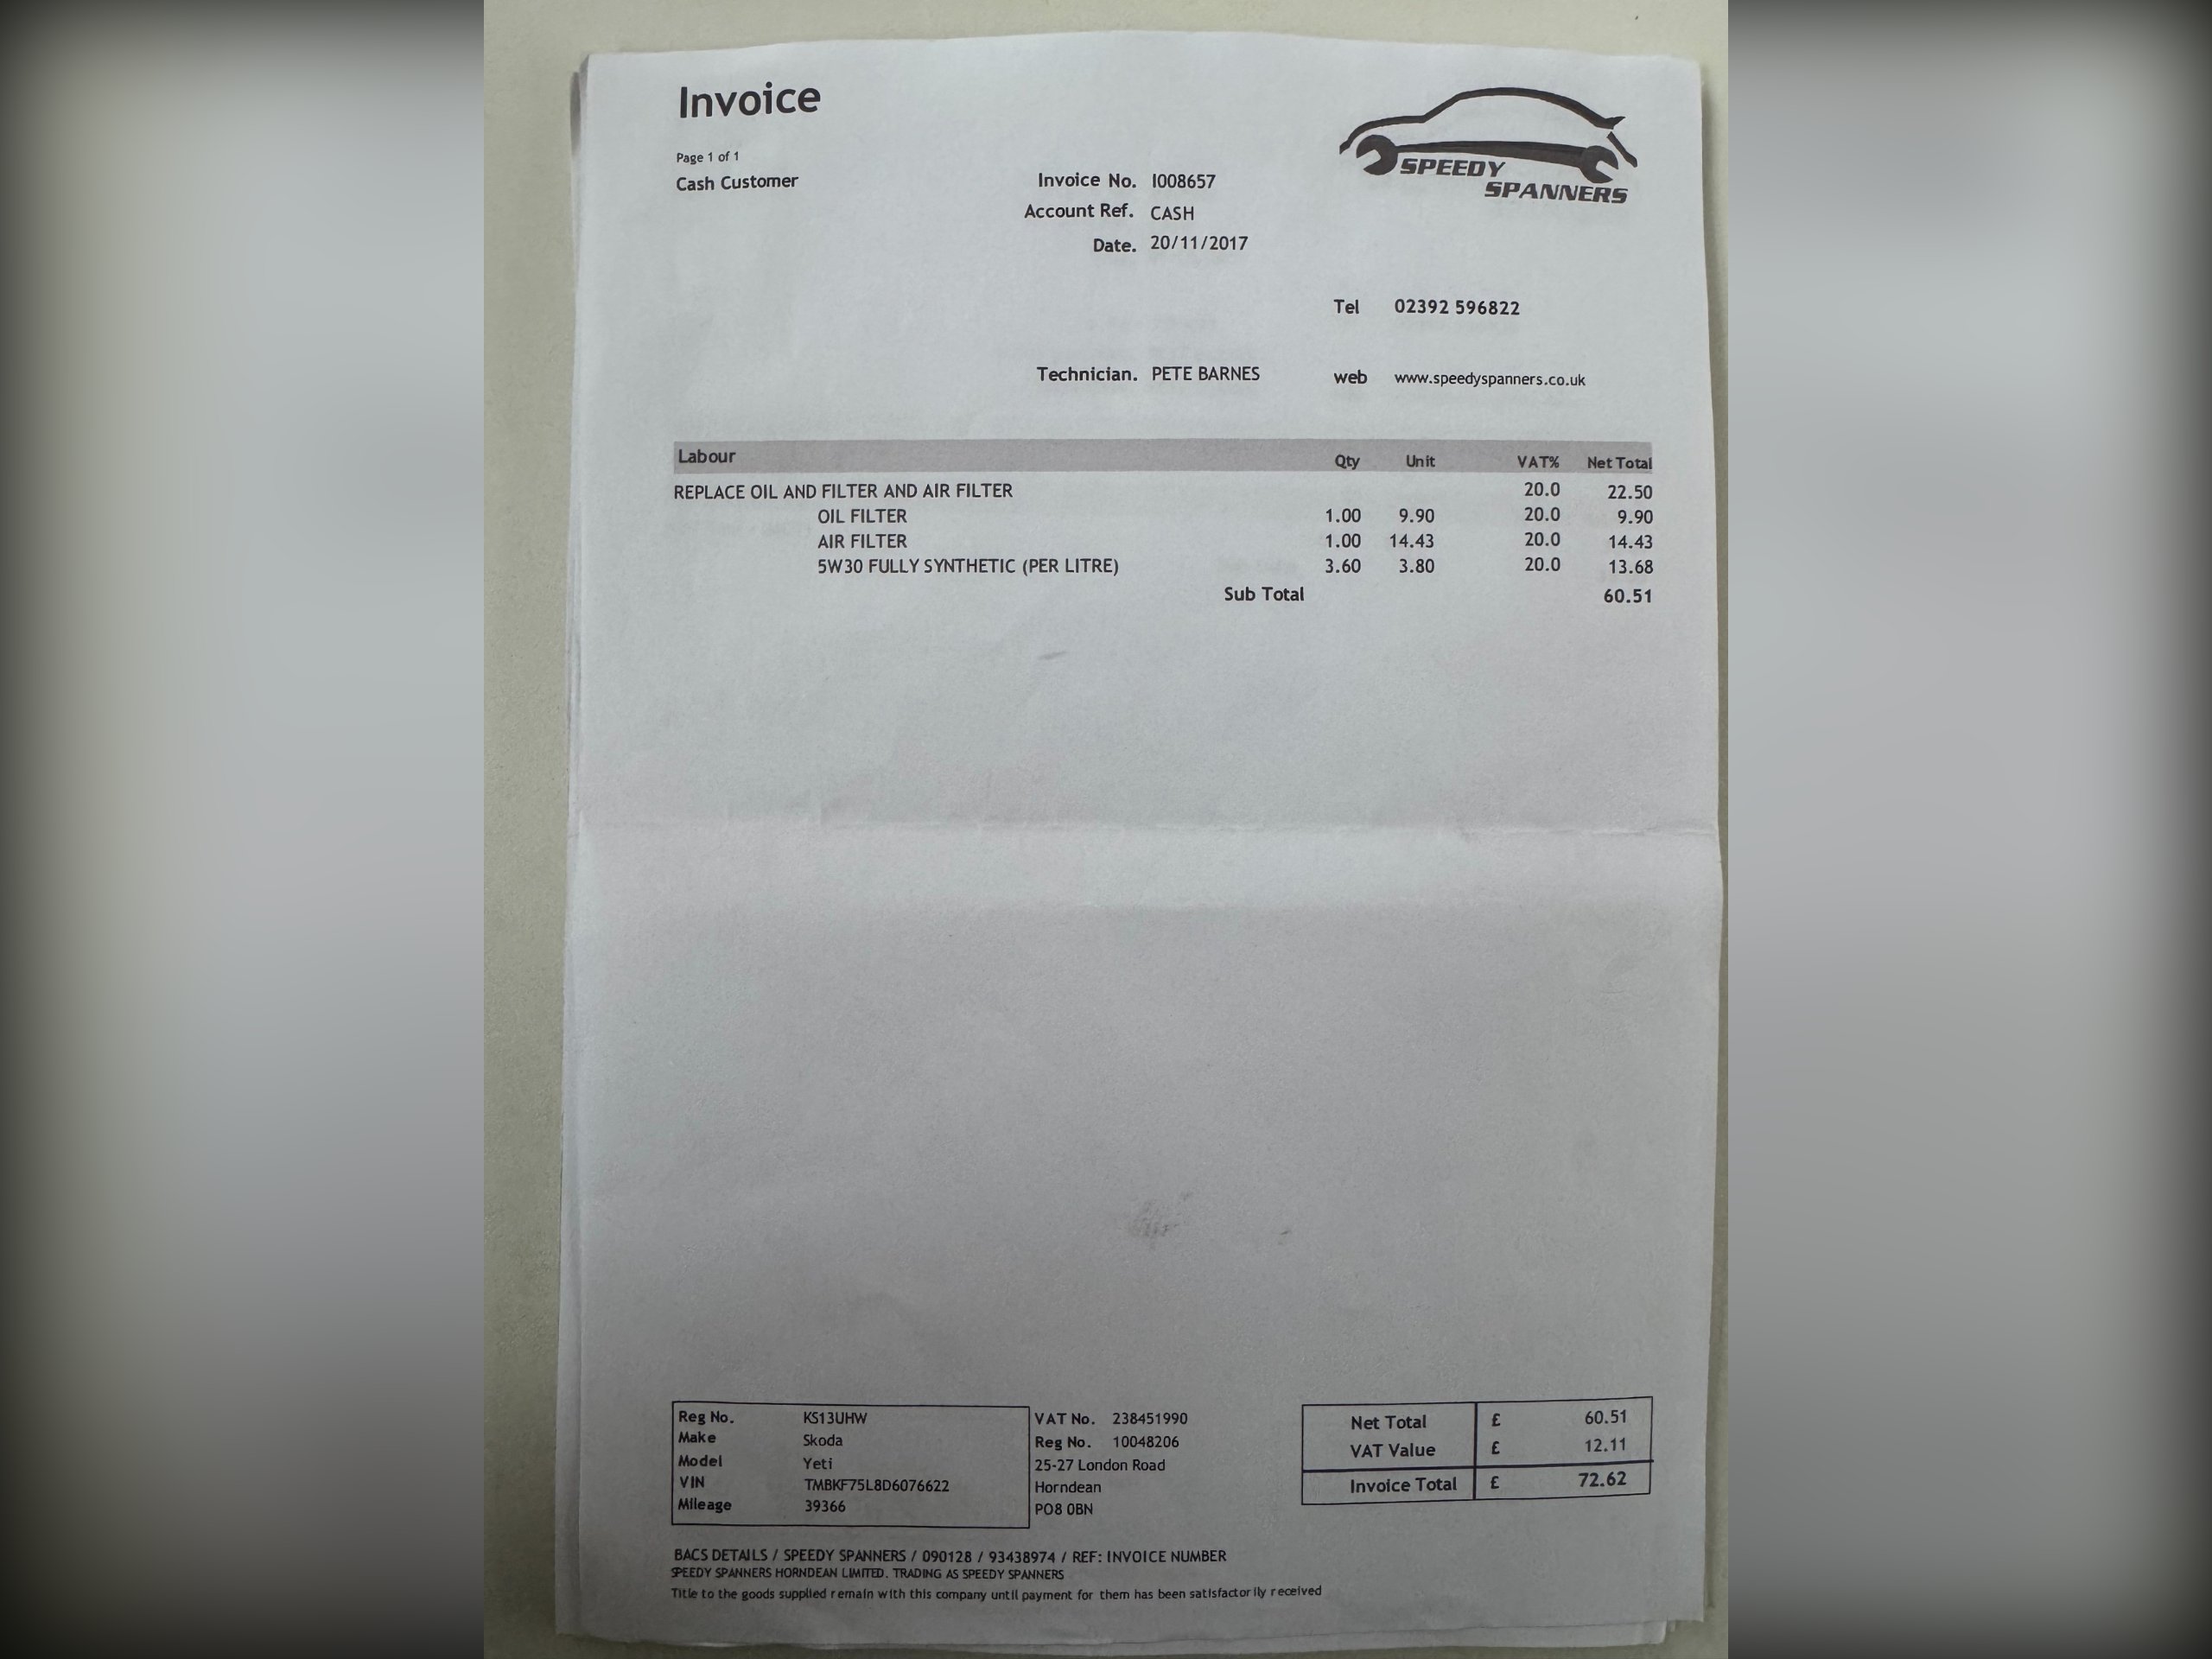 Invoice
SPEEDY
SPANNERS
Page 1 of 1
Cash Customer
Invoice No. I008657
Account Ref. CASH
Date. 20/11/2017
Tel 02392 596822
Technician. PETE BARNES
web www.speedyspanners.co.uk
Labour Qty Unit VAT% Net Total
REPLACE OIL AND FILTER AND AIR FILTER 20.0 22.50
OIL FILTER 1.00 9.90 20.0 9.90
AIR FILTER 1.00 14.43 20.0 14.43
5W30 FULLY SYNTHETIC (PER LITRE) 3.60 3.80 20.0 13.68
Sub Total 60.51
Reg No. KS13UHW
Make Skoda
Model Yeti
VIN TMBKF75L8D6076622
Mileage 39366
VAT No. 238451990
Reg No. 10048206
25-27 London Road
Horndean
PO8 0BN
Net Total £ 60.51
VAT Value £ 12.11
Invoice Total £ 72.62
BACS DETAILS / SPEEDY SPANNERS / 090128 / 93438974 / REF: INVOICE NUMBER
SPEEDY SPANNERS HORNDEAN LIMITED. TRADING AS SPEEDY SPANNERS
Title to the goods supplied remain with this company until payment for them has been satisfactorily received